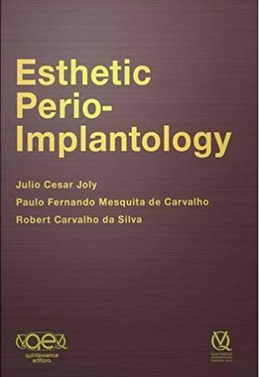 Esthetic
Perio-
Implantology
Julio Cesar Joly
Paulo Fernando Mesquita de Carvalho
Robert Carvalho da Silva
quintessence
editora